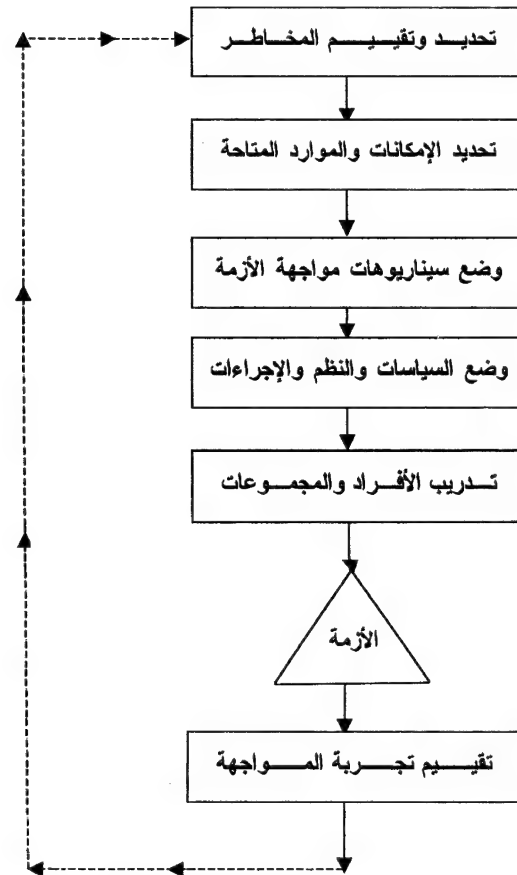 تحديد وتقييم المخاطر
تحديد الإمكانات والموارد المتاحة
وضع سيناريوهات مواجهة الأزمة
وضع السياسات والنظم والإجراءات
تدريب الأفراد والمجموعات
الأزمة
تقييم تجربة المواجهة